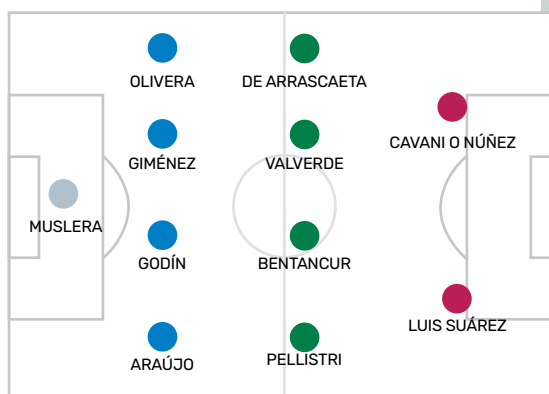 OLIVERA
DE ARRASCAETA
CAVANI O NÚÑEZ
GIMÉNEZ
VALVERDE
MUSLERA
GODÍN
BENTANCUR
LUIS SUÁREZ
ARAÚJO
PELLISTRI